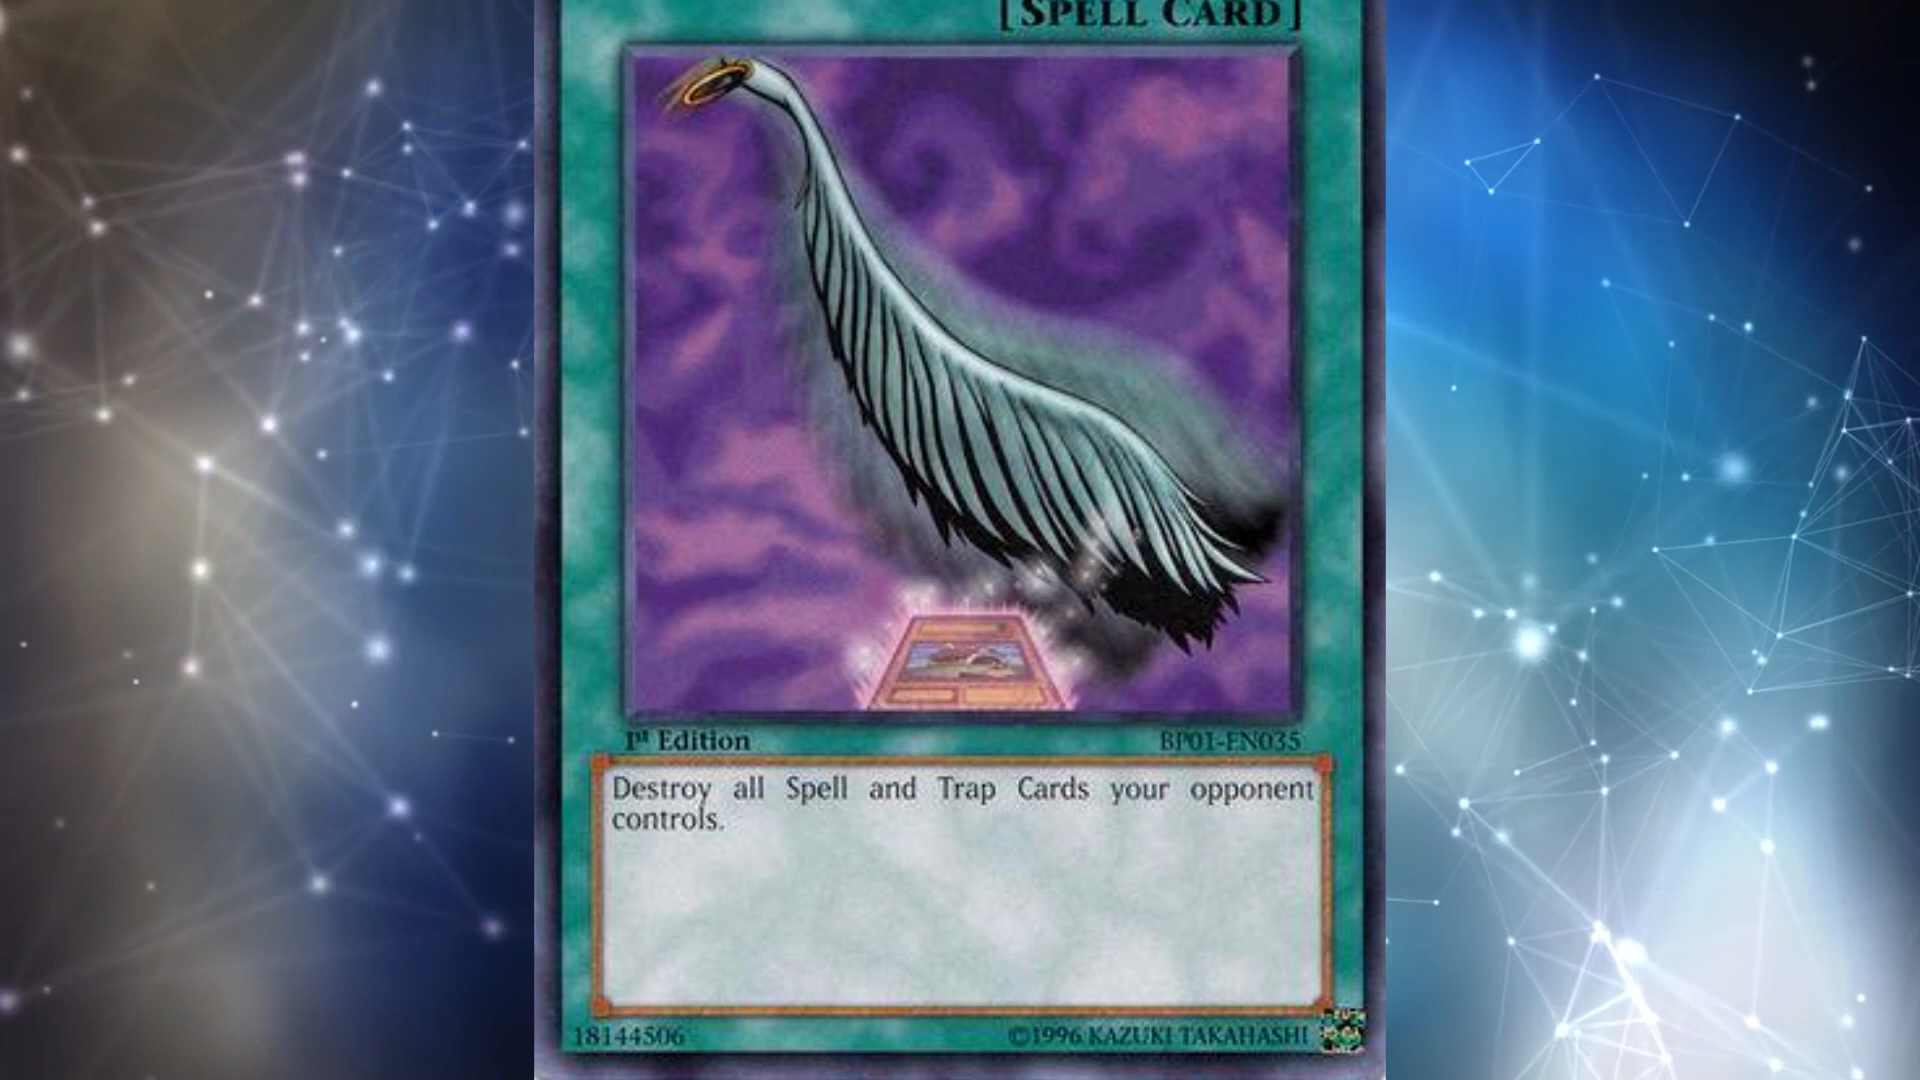 [SPELL CARD]
1st Edition
BP01-EN035
Destroy all Spell and Trap Cards your opponent
controls.
18144506
©1996 KAZUKI TAKAHASHI